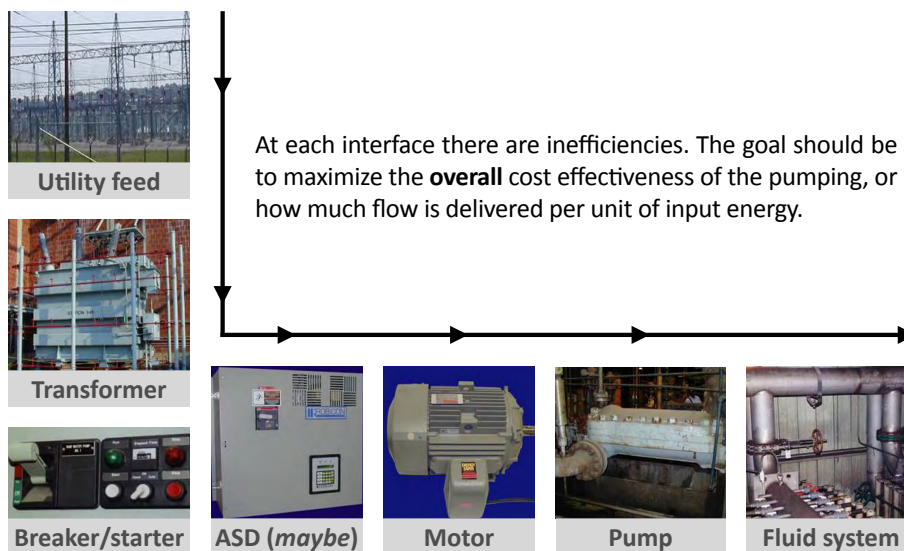 Utility feed
At each interface there are inefficiencies. The goal should be
to maximize the overall cost effectiveness of the pumping, or
how much flow is delivered per unit of input energy.
Transformer
Breaker/starter
ASD (maybe)
Motor
Pump
Fluid system